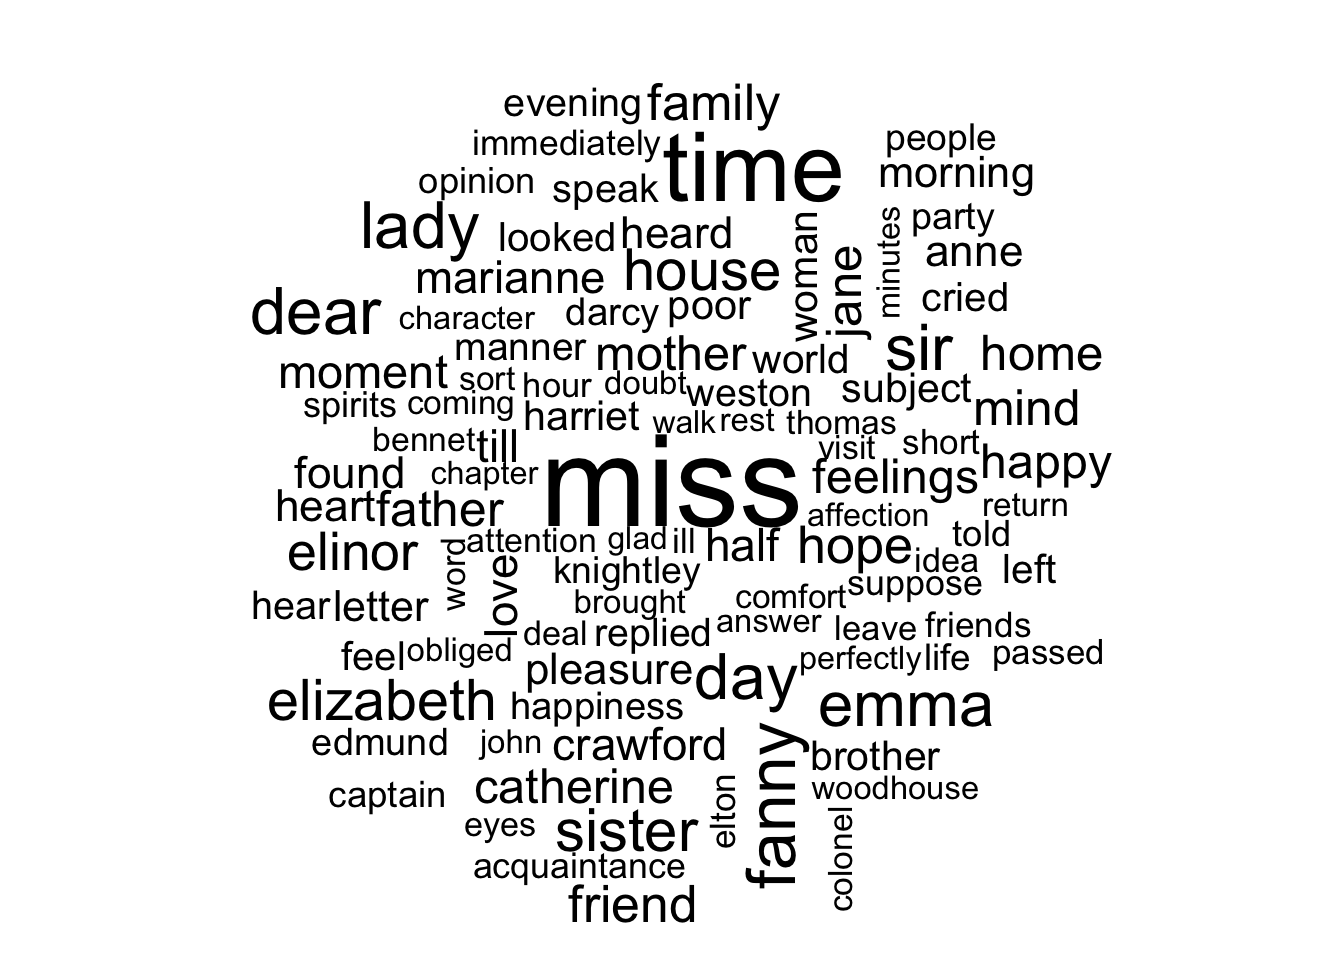 evening family
immediately time people
opinion speak morning
lady looked heard woman minutes party
marianne house jane anne
dear character darcy poor cried
manner mother world sir home
moment sort hour doubt weston subject
spirits coming harriet walk rest thomas mind
bennet till miss visit short
found chapter feelings happy
heart father affection return
elinor word attention glad ill half hope told
love knightley idea left
hear letter brought comfort suppose
deal replied answer leave friends
feel obliged pleasure day perfectly life passed
elizabeth happiness emma
edmund john crawford fanny brother
captain catherine elton woodhouse
eyes sister colonel
acquaintance
friend